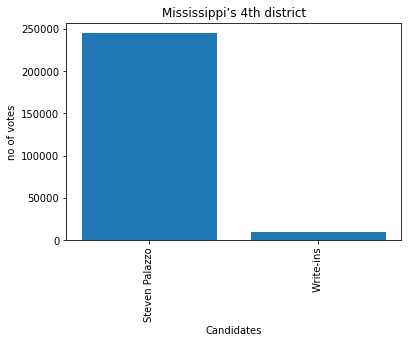 Mississippi’s 4th district
no of votes
250000
200000
150000
100000
50000
0
Steven Palazzo
Write-ins
Candidates